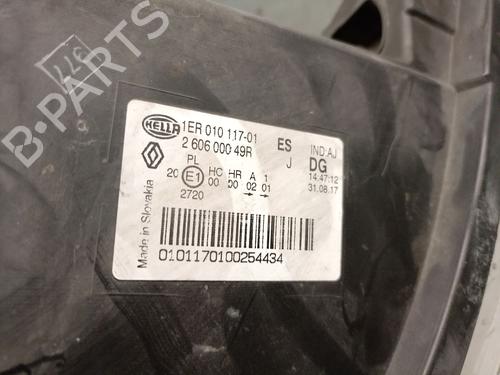 B-PARTS
377
HELLA 1ER 010 117-01 ES IND:AJ
2 606 000 49R J DG
PL HC HR A 1 14:47:12
20 E1 00 00 02 01 31.08.17
2720
Made in Slovakia
0101170100254434